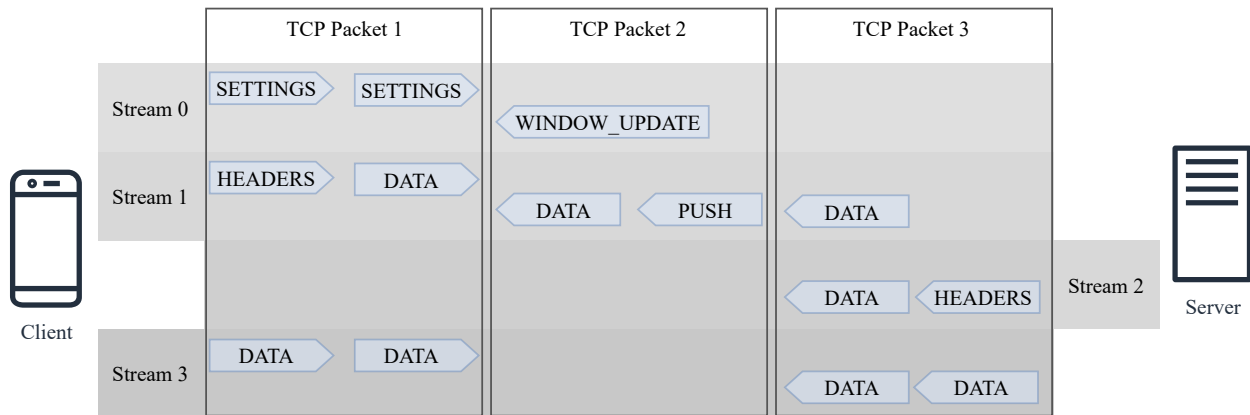 TCP Packet 1
TCP Packet 2
TCP Packet 3
Stream 0
SETTINGS
SETTINGS
WINDOW_UPDATE
Stream 1
HEADERS
DATA
DATA
PUSH
DATA
Stream 2
DATA
HEADERS
Stream 3
DATA
DATA
DATA
DATA
Client
Server